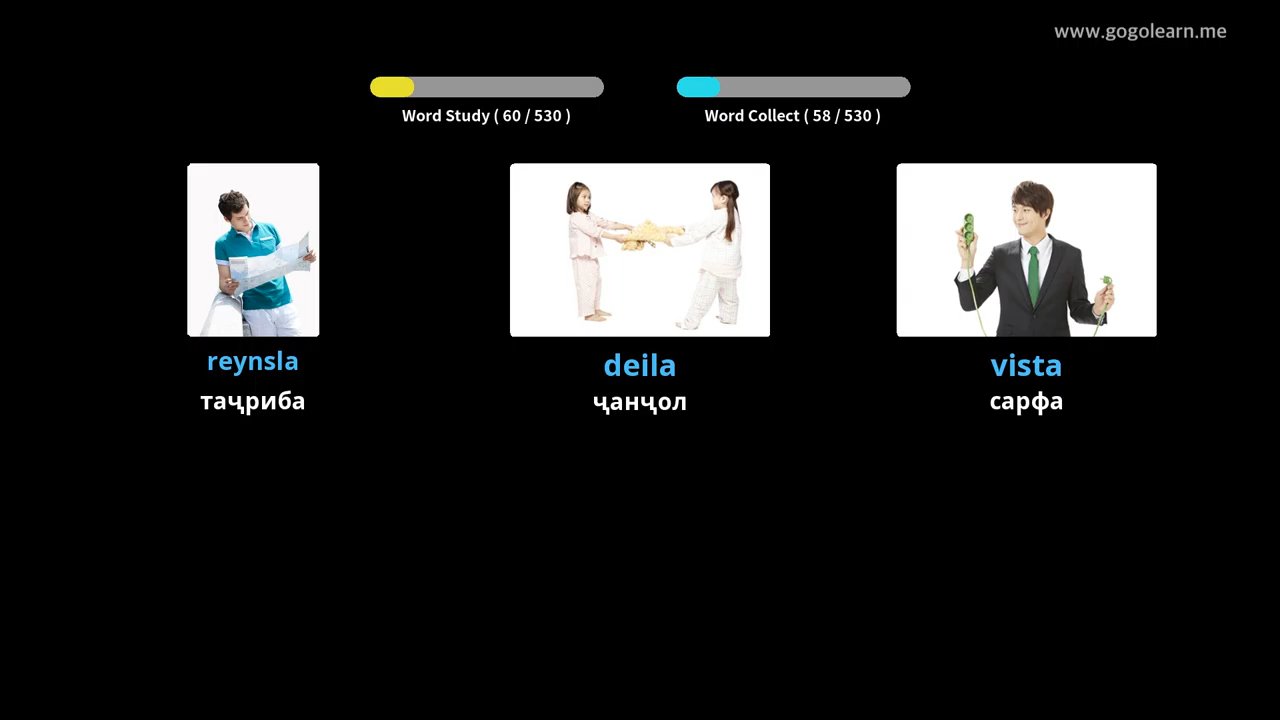 www.gogolearn.me
Word Study ( 60 / 530 )
Word Collect ( 58 / 530 )
reynsla
таҷриба
deila
ҷанҷол
vista
сарфа